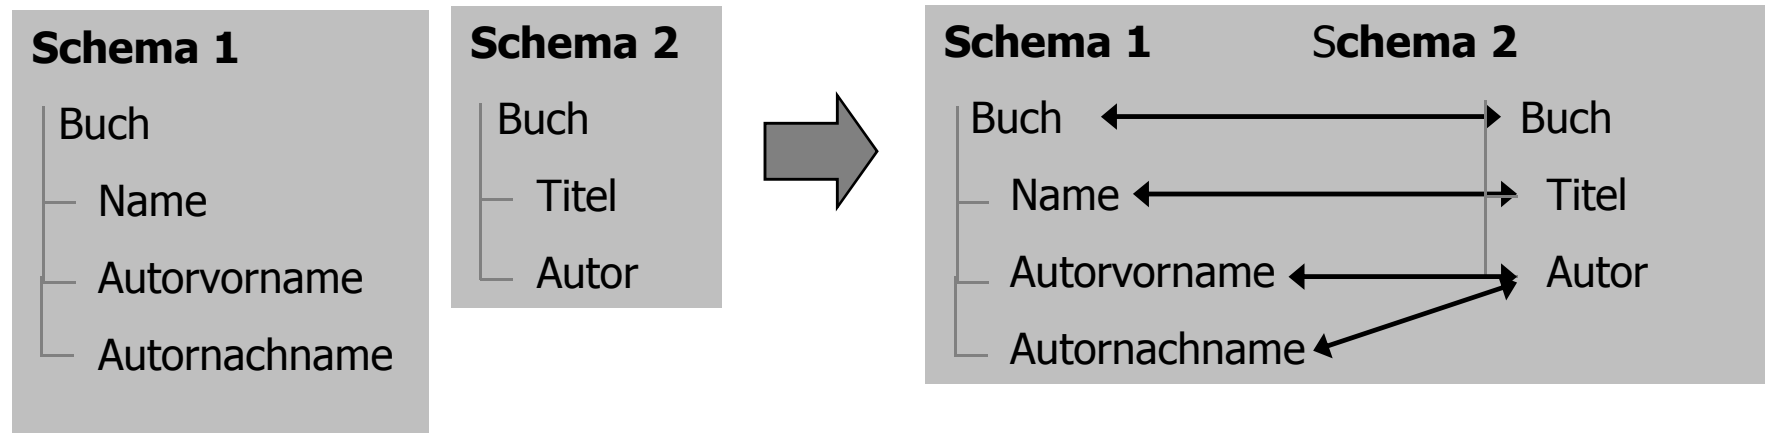 Schema 1
Buch
Name
Autorvorname
Autornachname
Schema 2
Buch
Titel
Autor
Schema 1 Schema 2
Buch Buch
Name Titel
Autorvorname Autor
Autornachname